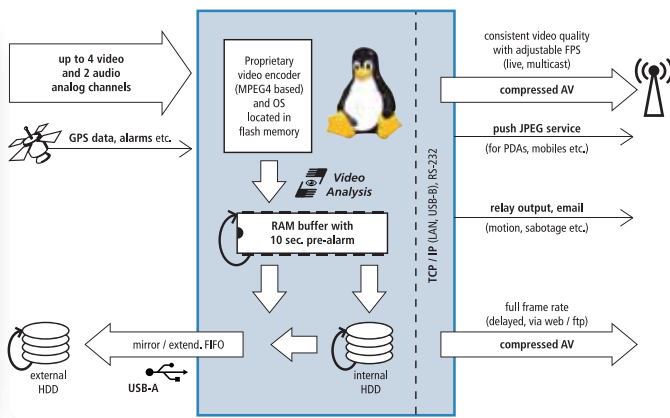 up to 4 video
and 2 audio
analog channels
GPS data, alarms etc.
Proprietary
video encoder
(MPEG4 based)
and OS
located in
flash memory
Video
Analysis
RAM buffer with
10 sec. pre-alarm
TCP / IP (LAN, USB-B), RS-232
consistent video quality
with adjustable FPS
(live, multicast)
compressed AV
push JPEG service
(for PDAs, mobiles etc.)
relay output, email
(motion, sabotage etc.)
full frame rate
(delayed, via web / ftp)
compressed AV
mirror / extend. FIFO
USB-A
external
HDD
internal
HDD